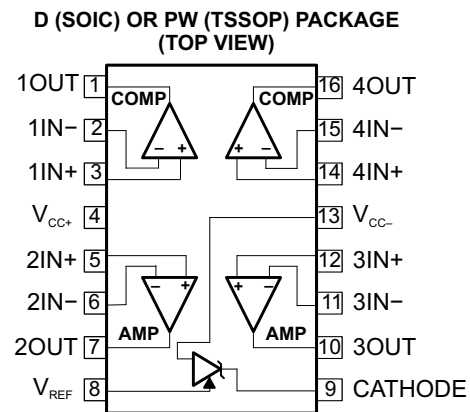 D (SOIC) OR PW (TSSOP) PACKAGE
(TOP VIEW)
1OUT 1 COMP COMP 16 4OUT
1IN− 2 15 4IN−
1IN+ 3 − + + − 14 4IN+
VCC+ 4 13 VCC−
2IN+ 5 12 3IN+
2IN− 6 − + + − 11 3IN−
2OUT 7 AMP AMP 10 3OUT
VREF 8 9 CATHODE